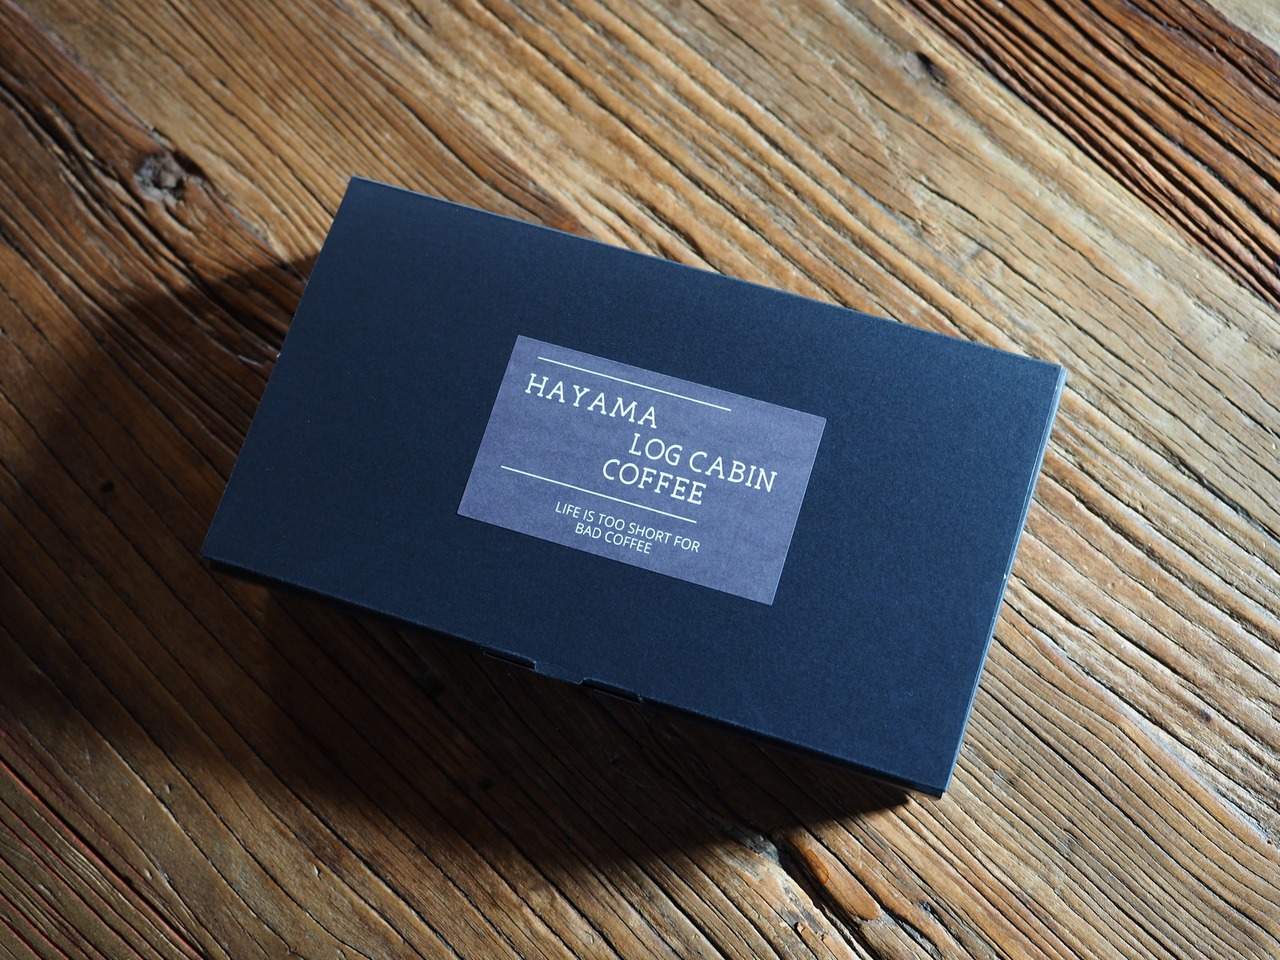 HAYAMA
LOG CABIN
COFFEE
LIFE IS TOO SHORT FOR
BAD COFFEE